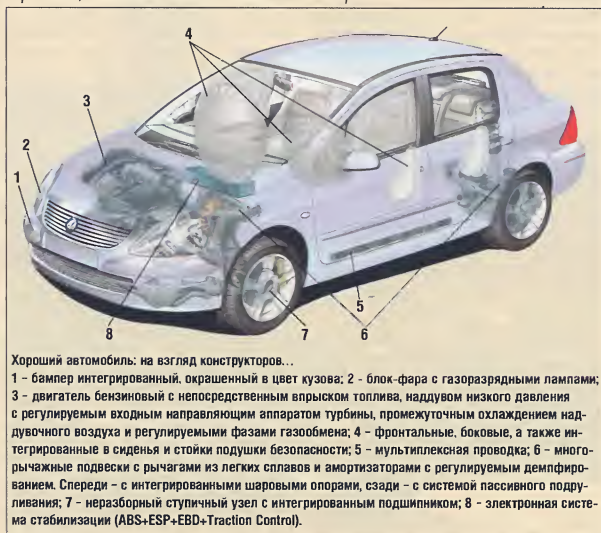 4
3
2
1
8
7
5
6
Хороший автомобиль: на взгляд конструкторов...
1 - бампер интегрированный, окрашенный в цвет кузова; 2 - блок-фара с газоразрядными лампами;
3 - двигатель бензиновый с непосредственным впрыском топлива, наддувом низкого давления
с регулируемым входным направляющим аппаратом турбины, промежуточным охлаждением над-
дувочного воздуха и регулируемыми фазами газообмена; 4 - фронтальные, боковые, а также ин-
тегрированные в сиденья и стойки подушки безопасности; 5 - мультиплексная проводка; 6 - много-
рычажные подвески с рычагами из легких сплавов и амортизаторами с регулируемым демпфиро-
ванием. Спереди - с интегрированными шаровыми опорами, сзади - с системой пассивного подру-
ливания; 7 - неразборный ступичный узел с интегрированным подшипником; 8 - электронная систе-
ма стабилизации (ABS+ESP+EBD+Traction Control).